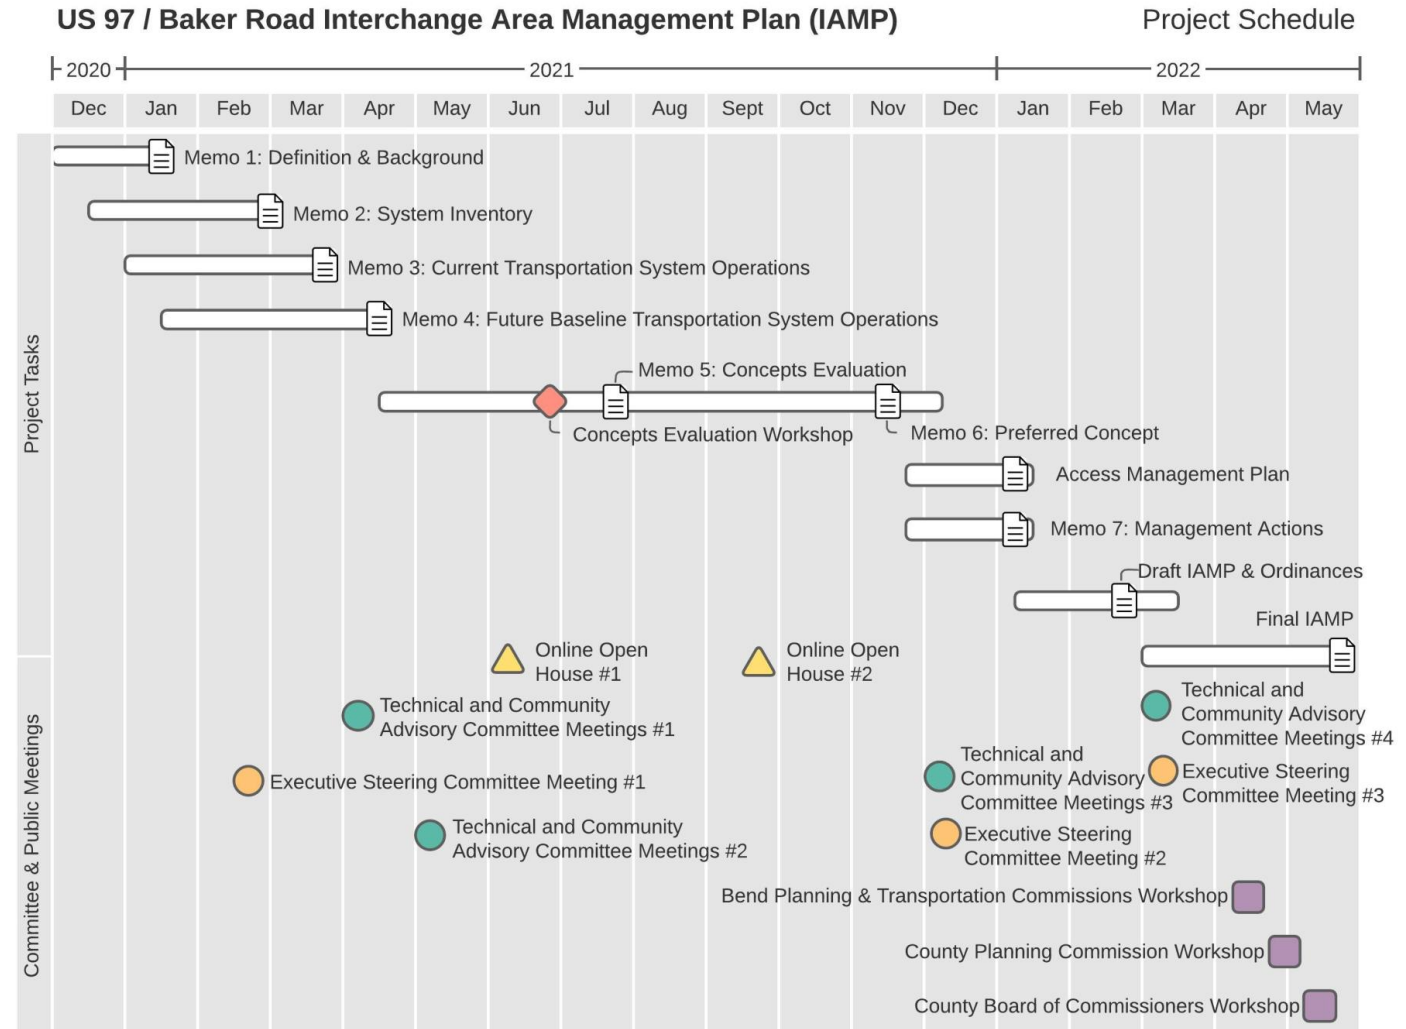 US 97 / Baker Road Interchange Area Management Plan (IAMP)
Project Schedule
2020
2021
2022
Dec Jan Feb Mar Apr May Jun Jul Aug Sept Oct Nov Dec Jan Feb Mar Apr May
Project Tasks
Memo 1: Definition & Background
Memo 2: System Inventory
Memo 3: Current Transportation System Operations
Memo 4: Future Baseline Transportation System Operations
Memo 5: Concepts Evaluation
Concepts Evaluation Workshop
Memo 6: Preferred Concept
Access Management Plan
Memo 7: Management Actions
Draft IAMP & Ordinances
Final IAMP
Committee & Public Meetings
Online Open
House #1
Online Open
House #2
Technical and Community
Advisory Committee Meetings #1
Technical and
Community Advisory
Committee Meetings #4
Executive Steering Committee Meeting #1
Technical and
Community Advisory
Committee Meetings #3
Executive Steering
Committee Meeting #3
Technical and Community
Advisory Committee Meetings #2
Executive Steering
Committee Meeting #2
Bend Planning & Transportation Commissions Workshop
County Planning Commission Workshop
County Board of Commissioners Workshop